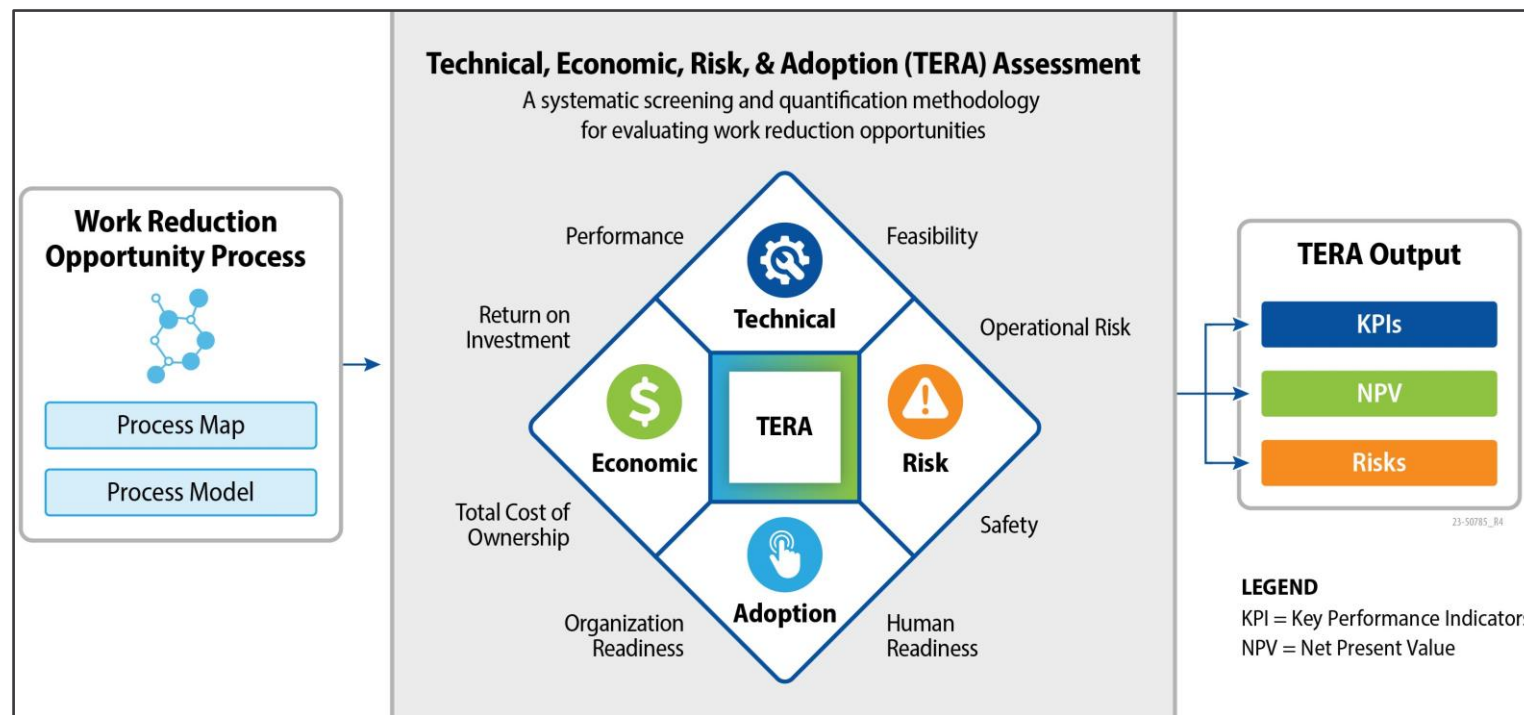 Work Reduction
Opportunity Process
Process Map
Process Model
Technical, Economic, Risk, & Adoption (TERA) Assessment
A systematic screening and quantification methodology
for evaluating work reduction opportunities
Performance
Feasibility
Technical
Return on
Investment
Operational Risk
$
Economic
TERA
Risk
Total Cost of
Ownership
Safety
Adoption
Organization
Readiness
Human
Readiness
TERA Output
KPIs
NPV
Risks
23-50785_R4
LEGEND
KPI = Key Performance Indicators
NPV = Net Present Value